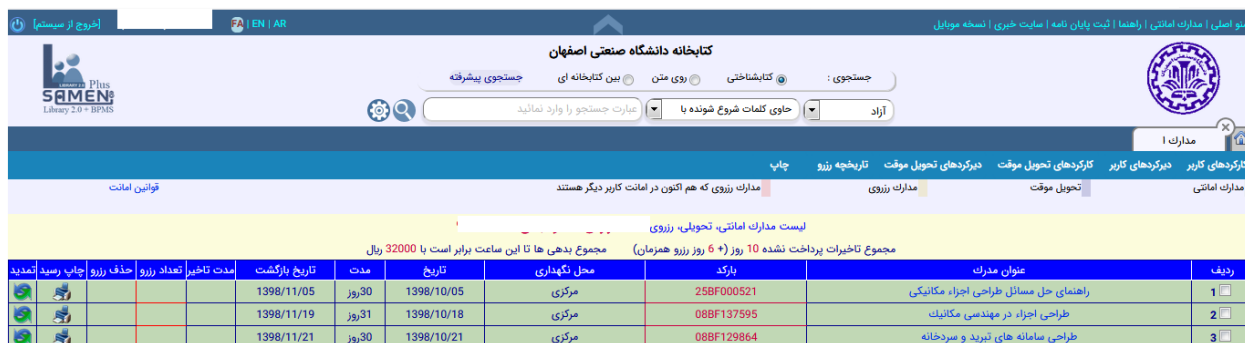 منو اصلی | مدارک امانتی | راهنما | ثبت پایان نامه | سایت خبری | نسخه موبایل
FA | EN | AR
[خروج از سیستم]
کتابخانه دانشگاه صنعتی اصفهان
جستجوی : کتابشناختی روی متن بین کتابخانه ای جستجوی پیشرفته
آزاد حاوی کلمات شروع شونده با عبارت جستجو را وارد نمائید
Plus
SAMEN
Library 2.0 + BPMS
مدارک ا
کارکردهای کاربر دیرکردهای کاربر کارکردهای تحویل موقت دیرکردهای تحویل موقت تاریخچه رزرو چاپ
مدارک امانتی تحویل موقت مدارک رزروی مدارک رزروی که هم اکنون در امانت کاربر دیگر هستند قوانین امانت
لیست مدارک امانتی، تحویلی، رزروی
مجموع تاخیرات پرداخت نشده 10 روز (+ 6 روز رزرو همزمان) مجموع بدهی ها تا این ساعت برابر است با 32000 ریال
ردیف عنوان مدرک بارکد محل نگهداری تاریخ مدت تاریخ بازگشت مدت تاخیر تعداد رزرو حذف رزرو چاپ رسید تمدید
1 راهنمای حل مسائل طراحی اجزاء مکانیکی 25BF000521 مرکزی 1398/10/05 30روز 1398/11/05
2 طراحی اجزاء در مهندسی مکانیک 08BF137595 مرکزی 1398/10/18 31روز 1398/11/19
3 طراحی سامانه های تبرید و سردخانه 08BF129864 مرکزی 1398/10/21 30روز 1398/11/21